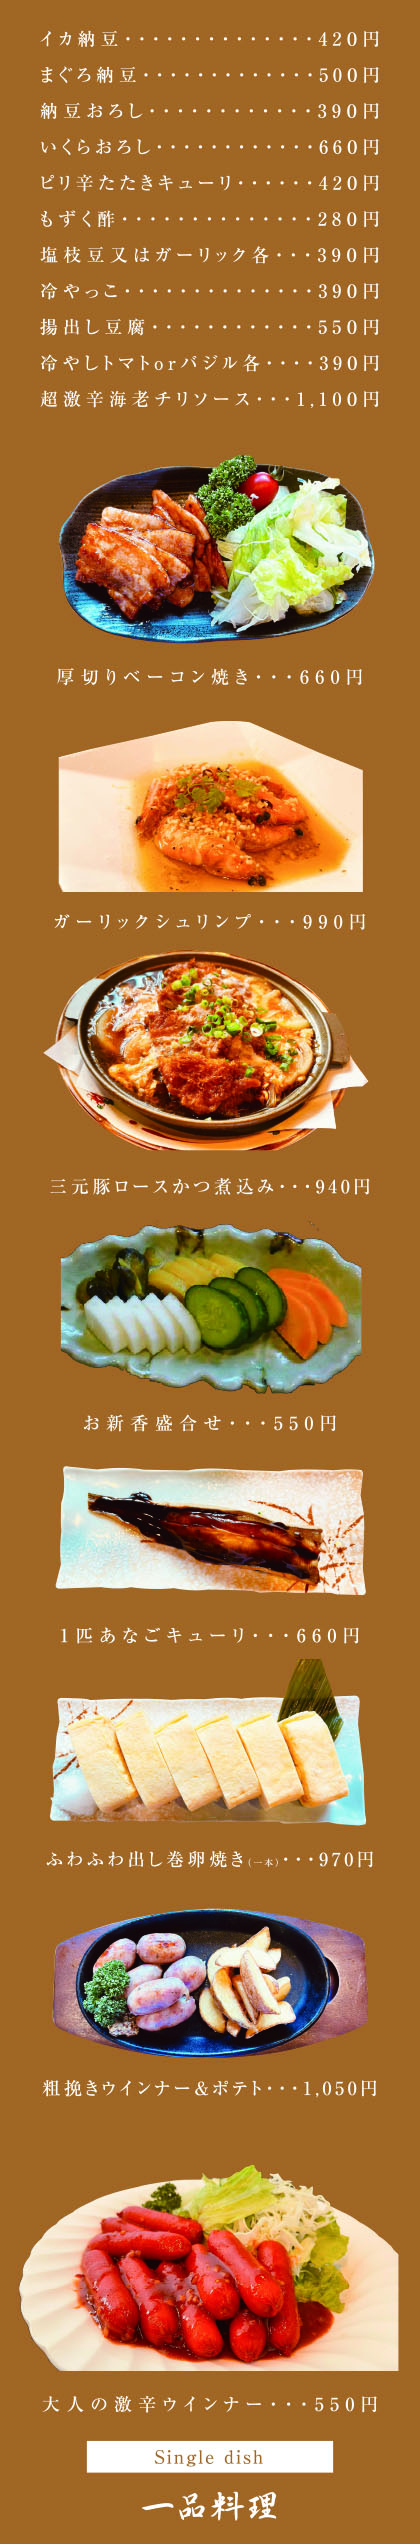 イカ納豆・・・・・・・・・・・・・・420円
まぐろ納豆・・・・・・・・・・・・・500円
納豆おろし・・・・・・・・・・・・390円
いくらおろし・・・・・・・・・・・・660円
ピリ辛たたきキューリ・・・・・・420円
もずく酢・・・・・・・・・・・・・・280円
塩枝豆又はガーリック各・・・390円
冷やっこ・・・・・・・・・・・・・・390円
揚出し豆腐・・・・・・・・・・・・550円
冷やしトマトorバジル各・・・・390円
超激辛海老チリソース・・・1,100円
厚切りベーコン焼き・・・660円
ガーリックシュリンプ・・・990円
三元豚ロースかつ煮込み・・・940円
お新香盛合せ・・・550円
1匹あなごキューリ・・・660円
ふわふわ出し巻卵焼き(一本)・・・970円
粗挽きウインナー&ポテト・・・1,050円
大人の激辛ウインナー・・・550円
Single dish
一品料理